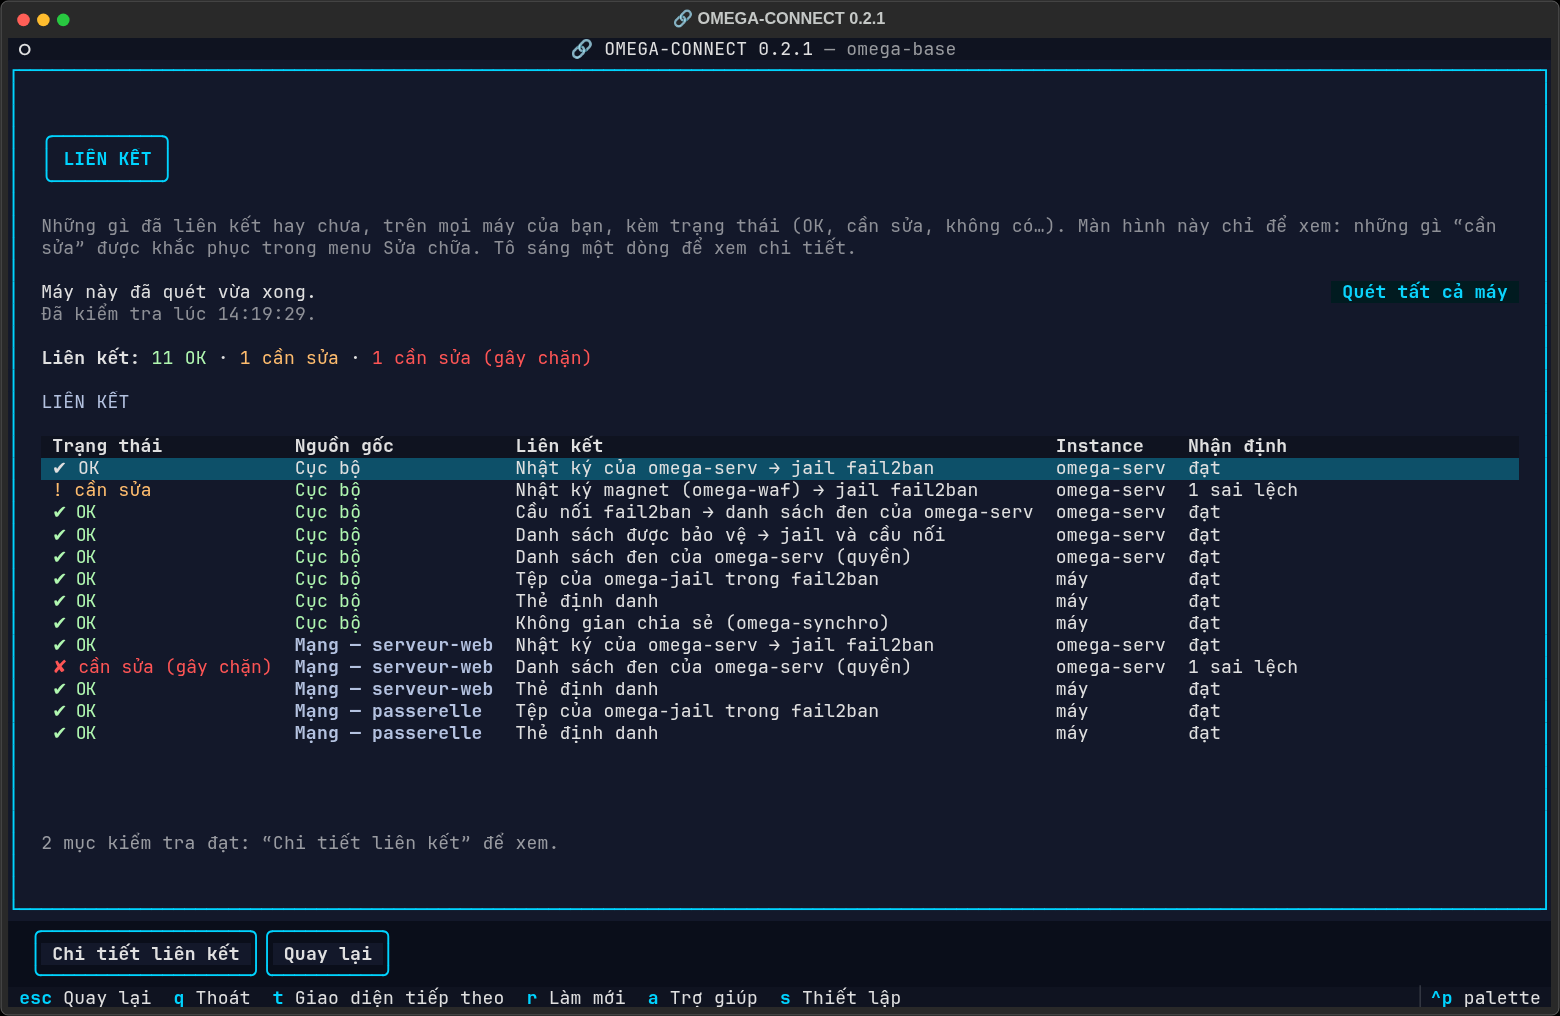 🔗 OMEGA-CONNECT 0.2.1
O 🔗 OMEGA-CONNECT 0.2.1 — omega-base
LIÊN KẾT
Những gì đã liên kết hay chưa, trên mọi máy của bạn, kèm trạng thái (OK, cần sửa, không có…). Màn hình này chỉ để xem: những gì “cần
sửa” được khắc phục trong menu Sửa chữa. Tô sáng một dòng để xem chi tiết.
Máy này đã quét vừa xong. Quét tất cả máy
Đã kiểm tra lúc 14:19:29.
Liên kết: 11 OK · 1 cần sửa · 1 cần sửa (gây chặn)
LIÊN KẾT
Trạng thái Nguồn gốc Liên kết Instance Nhận định
✔ OK Cục bộ Nhật ký của omega-serv → jail fail2ban omega-serv đạt
! cần sửa Cục bộ Nhật ký magnet (omega-waf) → jail fail2ban omega-serv 1 sai lệch
✔ OK Cục bộ Cầu nối fail2ban → danh sách đen của omega-serv omega-serv đạt
✔ OK Cục bộ Danh sách được bảo vệ → jail và cầu nối omega-serv đạt
✔ OK Cục bộ Danh sách đen của omega-serv (quyền) omega-serv đạt
✔ OK Cục bộ Tệp của omega-jail trong fail2ban máy đạt
✔ OK Cục bộ Thẻ định danh máy đạt
✔ OK Cục bộ Không gian chia sẻ (omega-synchro) máy đạt
✔ OK Mạng — serveur-web Nhật ký của omega-serv → jail fail2ban omega-serv đạt
✘ cần sửa (gây chặn) Mạng — serveur-web Danh sách đen của omega-serv (quyền) omega-serv 1 sai lệch
✔ OK Mạng — serveur-web Thẻ định danh máy đạt
✔ OK Mạng — passerelle Tệp của omega-jail trong fail2ban máy đạt
✔ OK Mạng — passerelle Thẻ định danh máy đạt
2 mục kiểm tra đạt: “Chi tiết liên kết” để xem.
Chi tiết liên kết Quay lại
esc Quay lại q Thoát t Giao diện tiếp theo r Làm mới a Trợ giúp s Thiết lập ^p palette